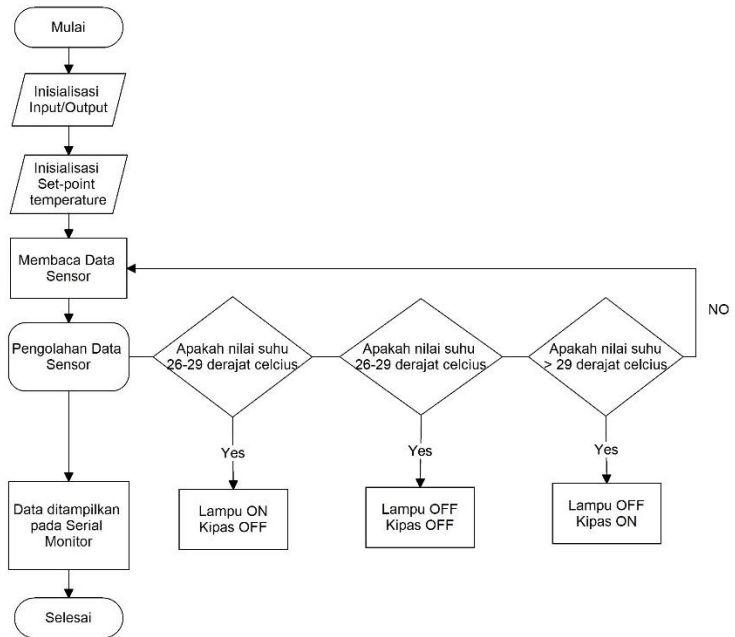 Mulai
Inisialisasi
Input/Output
Inisialisasi
Set-point
temperature
Membaca Data
Sensor
NO
Pengolahan Data
Sensor
Apakah nilai suhu
26-29 derajat celcius
Apakah nilai suhu
26-29 derajat celcius
Apakah nilai suhu
> 29 derajat celcius
Yes
Yes
Yes
Lampu ON
Kipas OFF
Lampu OFF
Kipas OFF
Lampu OFF
Kipas ON
Data ditampilkan
pada Serial
Monitor
Selesai